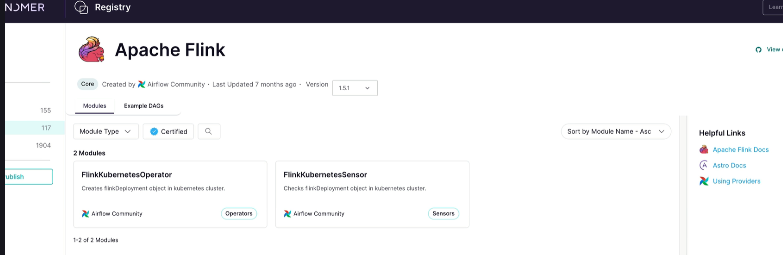 NOMER
Registry
Learn
Apache Flink
View
Core Created by Airflow Community · Last Updated 7 months ago · Version 1.5.1
Modules Example DAGs
155
117
1904
ublish
Module Type Certified Sort by Module Name - Asc
2 Modules
FlinkKubernetesOperator
Creates flinkDeployment object in kubernetes cluster.
Airflow Community Operators
FlinkKubernetesSensor
Checks flinkDeployment object in kubernetes cluster.
Airflow Community Sensors
1-2 of 2 Modules
Helpful Links
Apache Flink Docs
Astro Docs
Using Providers